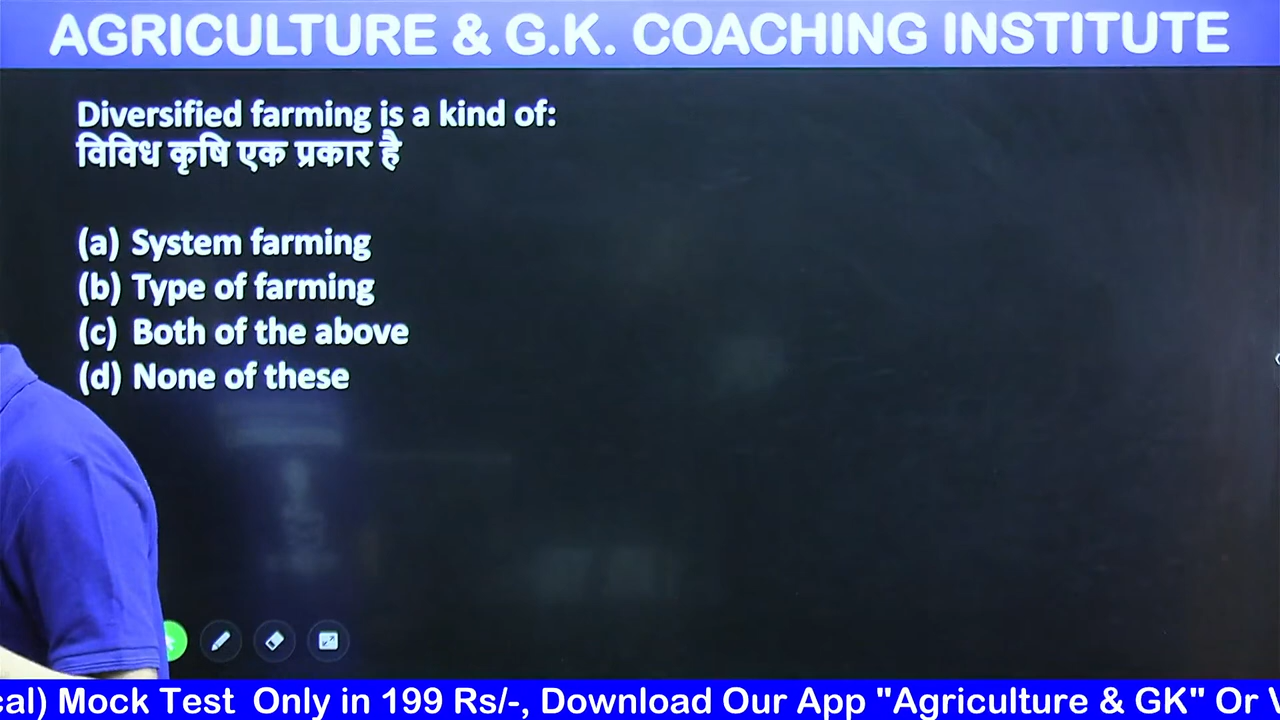 AGRICULTURE & G.K. COACHING INSTITUTE
Diversified farming is a kind of:
विविध कृषि एक प्रकार है
(a) System farming
(b) Type of farming
(c) Both of the above
(d) None of these
Mock Test Only in 199 Rs/-, Download Our App "Agriculture & GK" Or